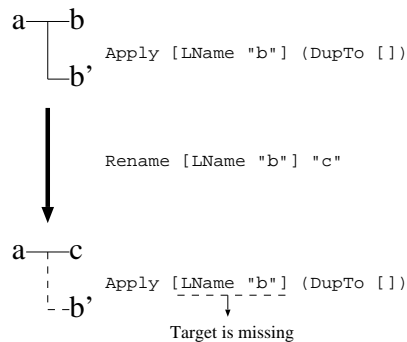 a b
Apply [LName "b"] (DupTo [])
b’
Rename [LName "b"] "c"
a c
Apply [LName "b"] (DupTo [])
b’
Target is missing